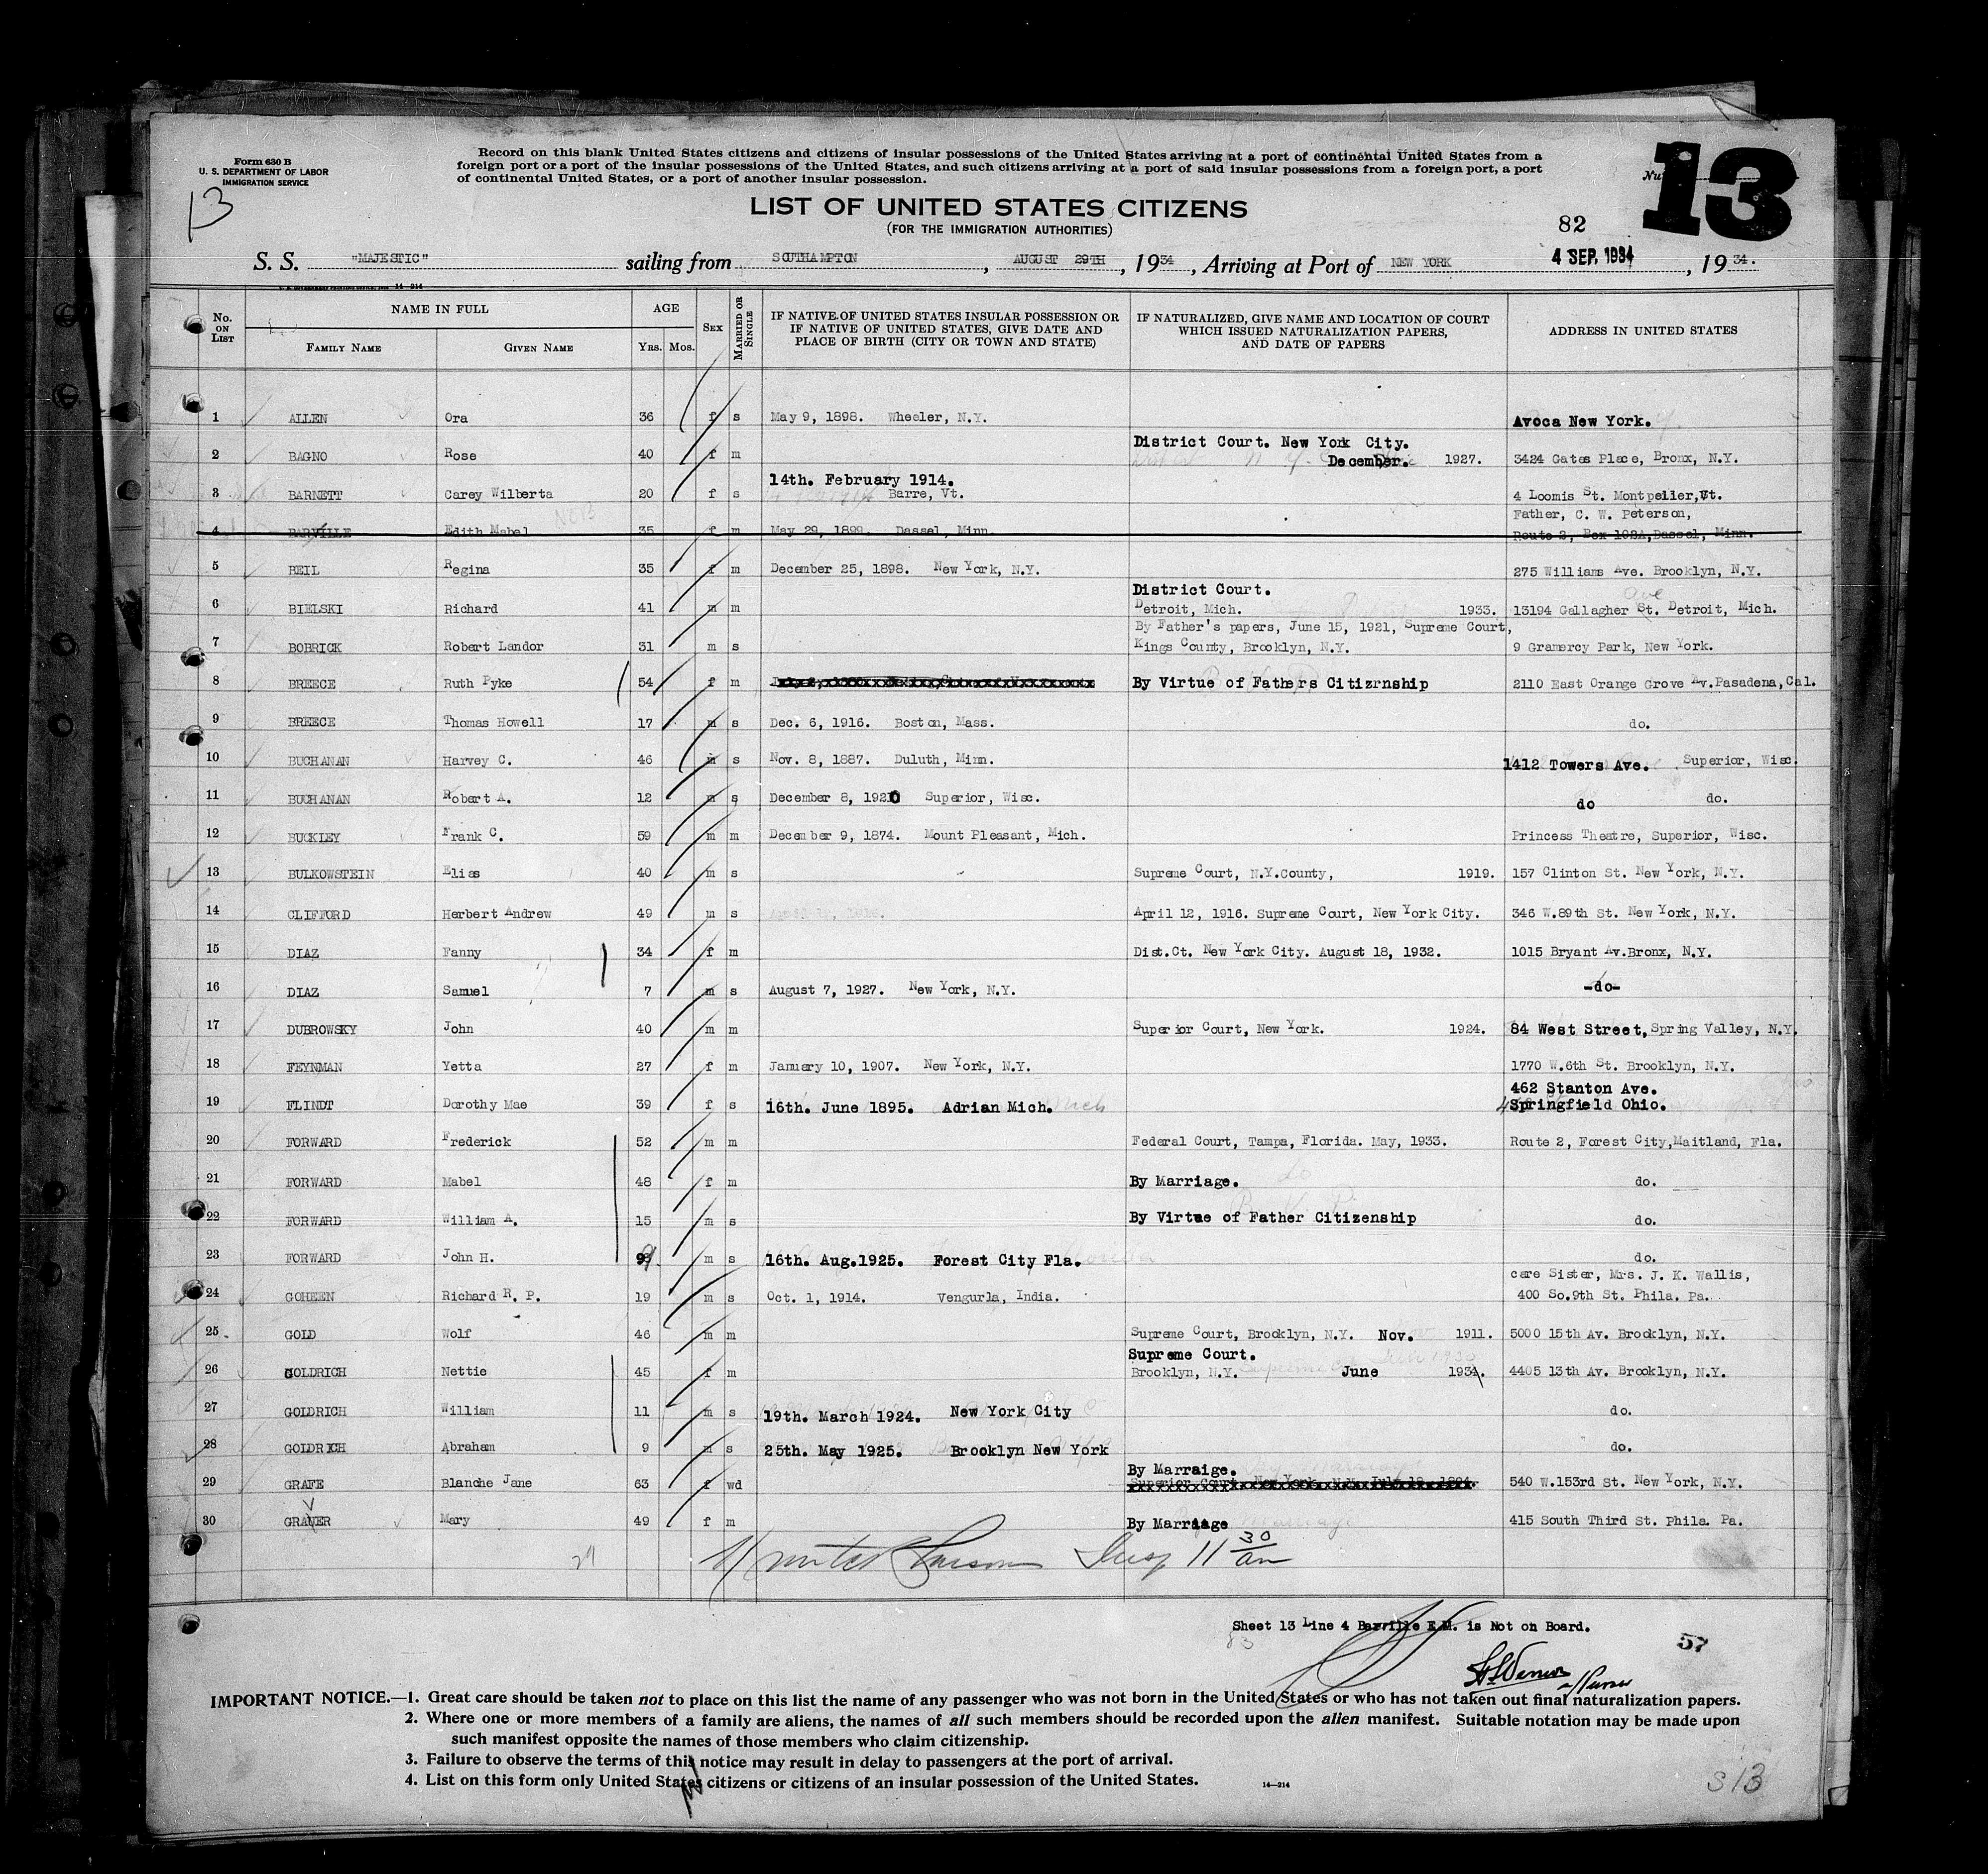 Form 630 B
U. S. DEPARTMENT OF LABOR
IMMIGRATION SERVICE
13
Record on this blank United States citizens and citizens of insular possessions of the United States arriving at a port of continental United States from a
foreign port or a port of the insular possessions of the United States, and such citizens arriving at a port of said insular possessions from a foreign port, a port
of continental United States, or a port of another insular possession.
13
LIST OF UNITED STATES CITIZENS
(FOR THE IMMIGRATION AUTHORITIES)
82
S. S. "MAJESTIC" sailing from SOUTHAMPTON, AUGUST 29TH, 1934, Arriving at Port of NEW YORK 4 SEP. 1934, 1934.
No. ON LIST
NAME IN FULL
FAMILY NAME GIVEN NAME
AGE
YRS. MOS.
SEX
MARRIED OR SINGLE
IF NATIVE OF UNITED STATES INSULAR POSSESSION OR
IF NATIVE OF UNITED STATES, GIVE DATE AND
PLACE OF BIRTH (CITY OR TOWN AND STATE)
IF NATURALIZED, GIVE NAME AND LOCATION OF COURT
WHICH ISSUED NATURALIZATION PAPERS,
AND DATE OF PAPERS
ADDRESS IN UNITED STATES
1 ALLEN Ora 36 f s May 9, 1898. Wheeler, N.Y. Avoca New York.
District Court. New York City.
2 BAGNO Rose 40 f m December. 1927. 3424 Gates Place, Bronx, N.Y.
14th. February 1914.
3 BARNETT Carey Wilberta 20 f s Barre, Vt. 4 Loomis St. Montpelier,Vt.
Father, C. W. Peterson,
4 BARVILLE Edith Mabel 35 f m May 29, 1899. Dassel, Minn. Route 2, Box 102A,Dassel, Minn.
5 BEIL Regina 35 f m December 25, 1898. New York, N.Y. 275 Williams Ave. Brooklyn, N.Y.
District Court. Ave
6 BIELSKI Richard 41 m m Detroit, Mich. 1933. 13194 Gallagher St. Detroit, Mich.
By Father's papers, June 15, 1921, Supreme Court,
7 BOBRICK Robert Landor 31 m s Kings County, Brooklyn, N.Y. 9 Gramercy Park, New York.
8 BREECE Ruth Pyke 54 f m By Virtue of Fathers Citizrnship 2110 East Orange Grove Av.Pasadena,Cal.
9 BREECE Thomas Howell 17 m s Dec. 6, 1916. Boston, Mass. do.
10 BUCHANAN Harvey C. 46 m s Nov. 8, 1887. Duluth, Minn. 1412 Towers Ave. Superior, Wisc.
11 BUCHANAN Robert A. 12 m s December 8, 1920 Superior, Wisc. do do.
12 BUCKLEY Frank C. 59 m m December 9, 1874. Mount Pleasant, Mich. Princess Theatre, Superior, Wisc.
13 BULKOWSTEIN Elias 40 m s Supreme Court, N.Y.County, 1919. 157 Clinton St. New York, N.Y.
14 CLIFFORD Herbert Andrew 49 m s April 12, 1916. Supreme Court, New York City. 346 W.89th St. New York, N.Y.
15 DIAZ Fanny 34 f m Dist.Ct. New York City. August 18, 1932. 1015 Bryant Av.Bronx, N.Y.
16 DIAZ Samuel 7 m s August 7, 1927. New York, N.Y. -do-
17 DUBROWSKY John 40 m m Superior Court, New York. 1924. 84 West Street, Spring Valley, N.Y.
18 FEYNMAN Yetta 27 f m January 10, 1907. New York, N.Y. 1770 W.6th St. Brooklyn, N.Y.
462 Stanton Ave.
19 FLINDT Dorothy Mae 39 f s 16th. June 1895. Adrian Mich. Springfield Ohio.
20 FORWARD Frederick 52 m m Federal Court, Tampa, Florida. May, 1933. Route 2, Forest City,Maitland, Fla.
21 FORWARD Mabel 48 f m By Marriage. do.
22 FORWARD William A. 15 m s By Virtue of Father Citizenship do.
23 FORWARD John H. 9 m s 16th. Aug.1925. Forest City Fla. do.
care Sister, Mrs. J. K. Wallis,
24 GOHEEN Richard R. P. 19 m s Oct. 1, 1914. Vengurla, India. 400 So.9th St. Phila. Pa.
25 GOLD Wolf 46 m m Supreme Court, Brooklyn, N.Y. Nov. 1911. 5000 15th Av. Brooklyn, N.Y.
Supreme Court.
26 GOLDRICH Nettie 45 f m Brooklyn, N.Y. June 1934. 4405 13th Av. Brooklyn, N.Y.
27 GOLDRICH William 11 m s 19th. March 1924. New York City do.
28 GOLDRICH Abraham 9 m s 25th. May 1925. Brooklyn New York do.
By Marraige.
29 GRAFE Blanche Jane 63 f wd Superior Court, New York, N.Y. July 18, 1894. 540 W.153rd St. New York, N.Y.
30 GRAUER Mary 49 f m By Marriage 415 South Third St. Phila. Pa.
Insp 11 30 am
Sheet 13 Line 4 Barville E.M. is Not on Board.
57
IMPORTANT NOTICE.—1. Great care should be taken not to place on this list the name of any passenger who was not born in the United States or who has not taken out final naturalization papers.
2. Where one or more members of a family are aliens, the names of all such members should be recorded upon the alien manifest. Suitable notation may be made upon
such manifest opposite the names of those members who claim citizenship.
3. Failure to observe the terms of this notice may result in delay to passengers at the port of arrival.
4. List on this form only United States citizens or citizens of an insular possession of the United States.
14—214
S 13